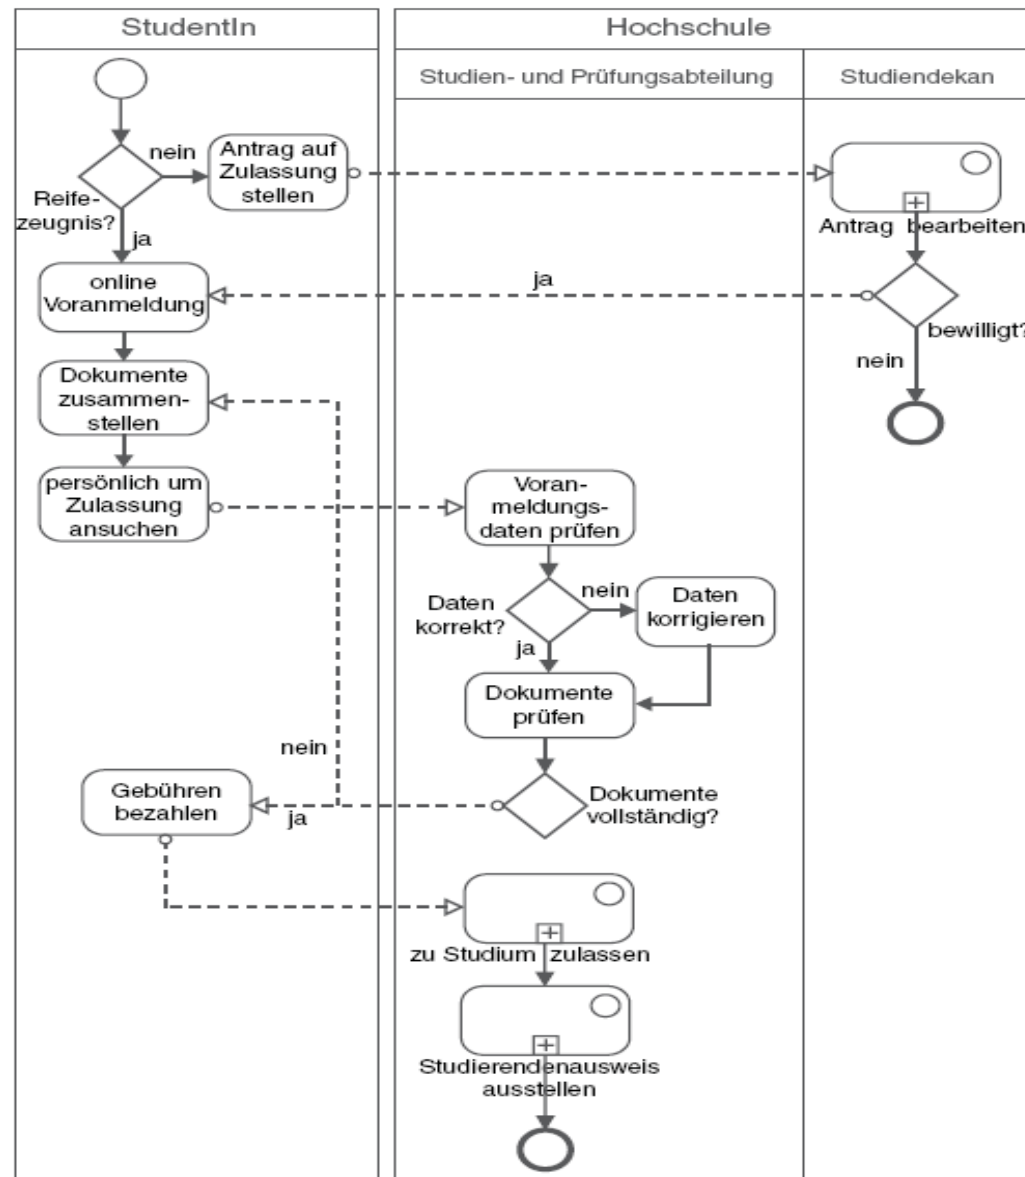 StudentIn
Hochschule
Studien- und Prüfungsabteilung
Studiendekan
nein
Antrag auf
Zulassung
stellen
Reife-
zeugnis?
ja
Antrag bearbeiten
online
Voranmeldung
ja
bewilligt?
nein
Dokumente
zusammen-
stellen
persönlich um
Zulassung
ansuchen
Voran-
meldungs-
daten prüfen
Daten
korrekt?
nein
Daten
korrigieren
ja
Dokumente
prüfen
nein
Gebühren
bezahlen
ja
Dokumente
vollständig?
zu Studium zulassen
Studierendenausweis
ausstellen